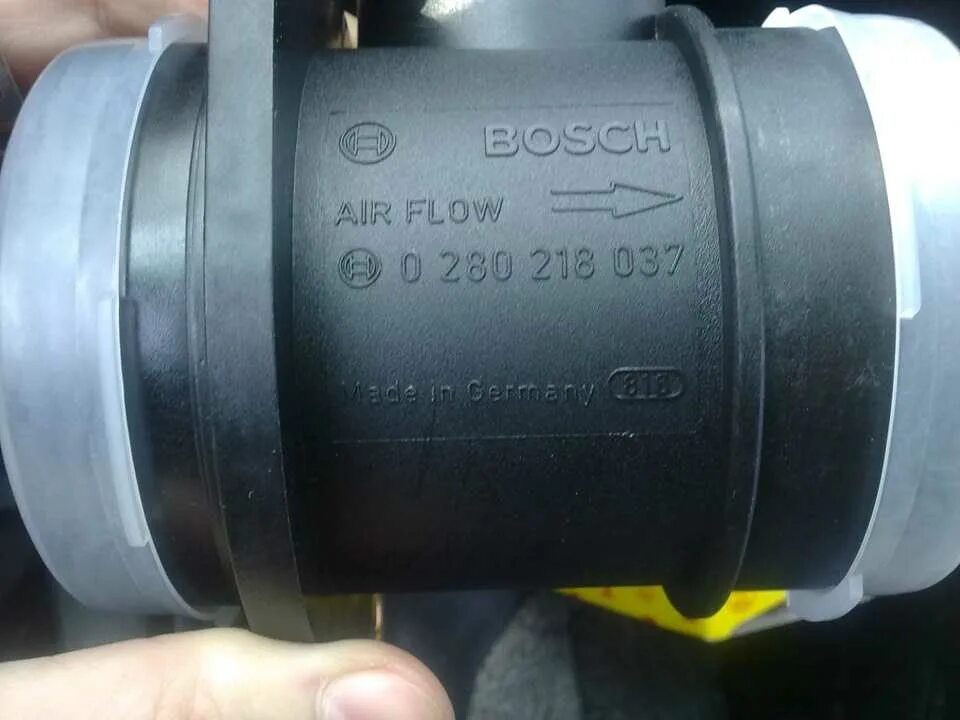 BOSCH
AIR FLOW
0 280 218 037
Made in Germany